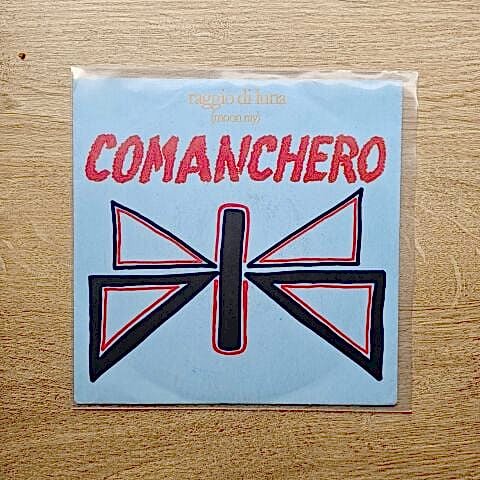 raggio di luna
(moon ray)
COMANCHERO